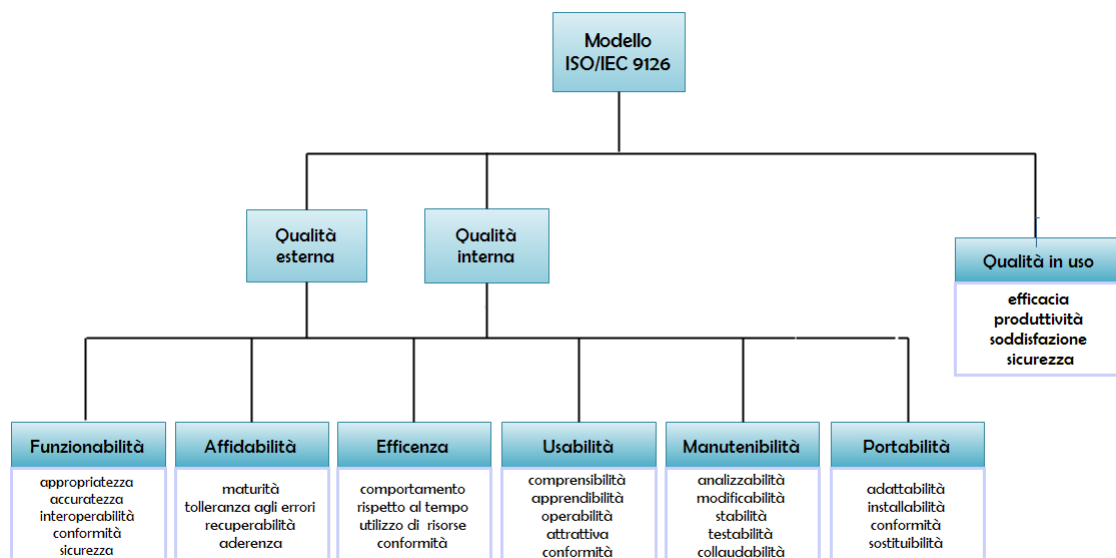 Modello
ISO/IEC 9126
Qualità
esterna
Qualità
interna
Qualità in uso
efficacia
produttività
soddisfazione
sicurezza
Funzionabilità
appropriatezza
accuratezza
interoperabilità
conformità
sicurezza
Affidabilità
maturità
tolleranza agli errori
recuperabilità
aderenza
Efficenza
comportamento
rispetto al tempo
utilizzo di risorse
conformità
Usabilità
comprensibilità
apprendibilità
operabilità
attrattiva
conformità
Manutenibilità
analizzabilità
modificabilità
stabilità
testabilità
collaudabilità
Portabilità
adattabilità
installabilità
conformità
sostituibilità